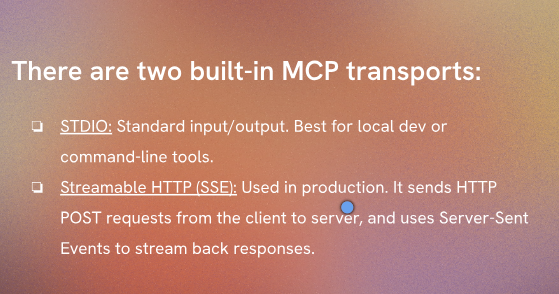 There are two built-in MCP transports:
❏ STDIO: Standard input/output. Best for local dev or
command-line tools.
❏ Streamable HTTP (SSE): Used in production. It sends HTTP
POST requests from the client to server, and uses Server-Sent
Events to stream back responses.